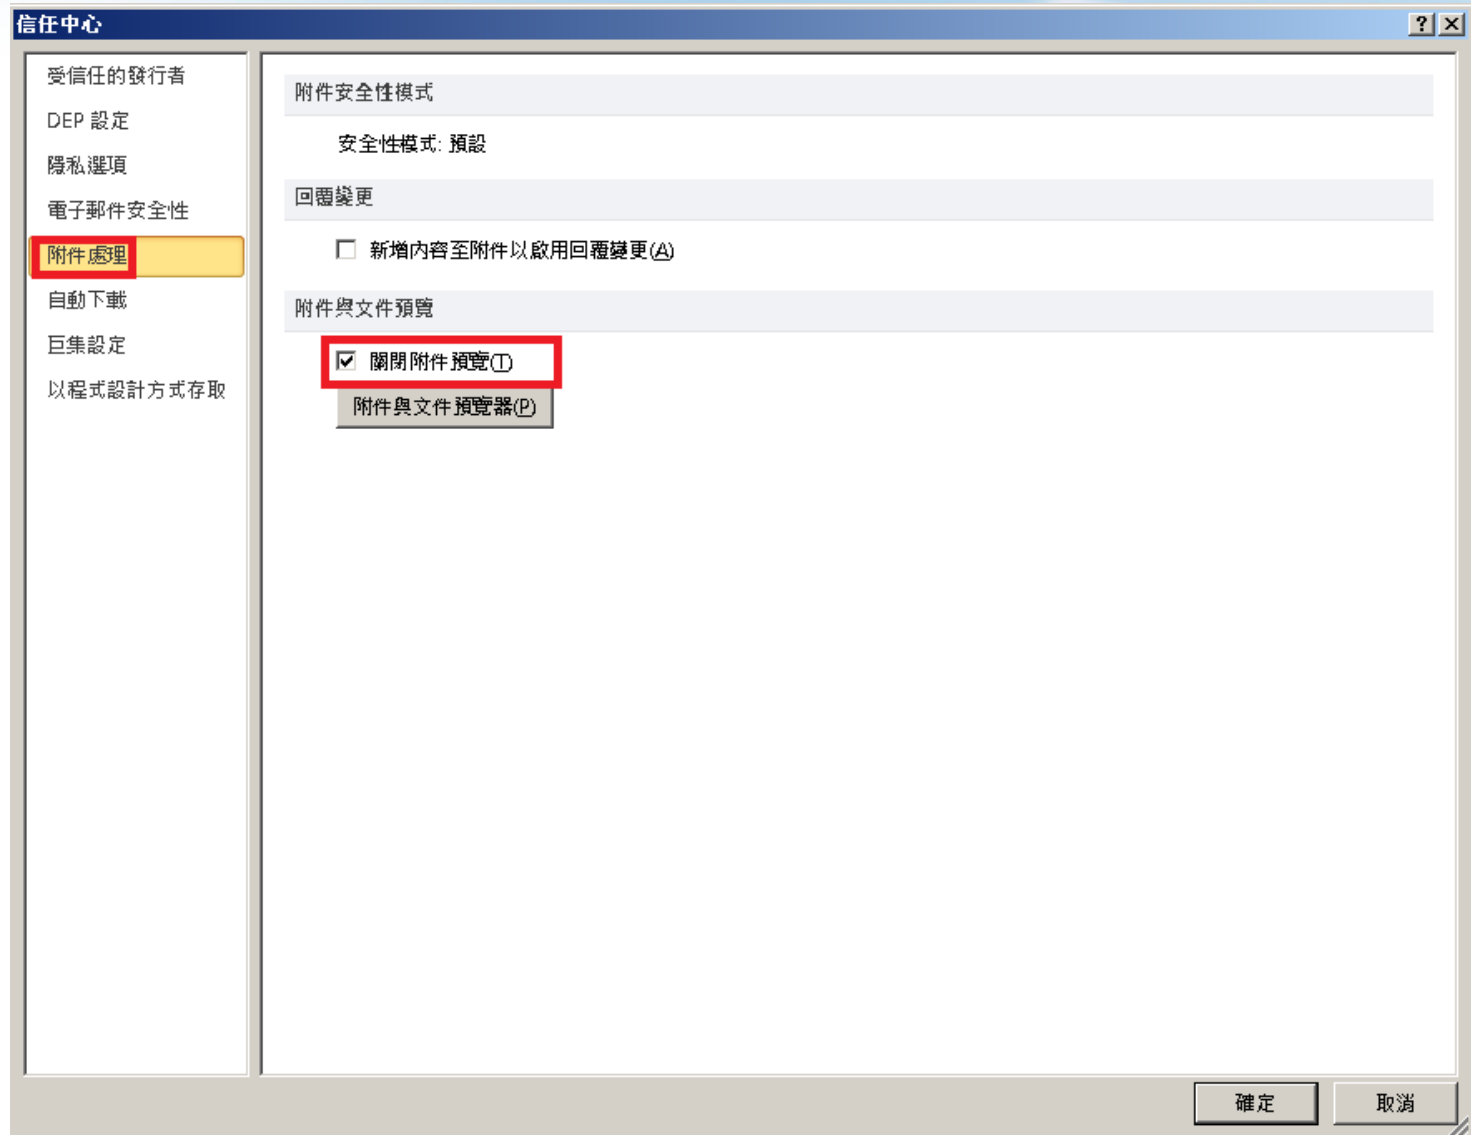 信任中心
受信任的發行者
DEP 設定
隱私選項
電子郵件安全性
附件處理
自動下載
巨集設定
以程式設計方式存取
附件安全性模式
安全性模式: 預設
回覆變更
新增內容至附件以啟用回覆變更(A)
附件與文件預覽
關閉附件預覽(T)
附件與文件預覽器(P)
確定
取消